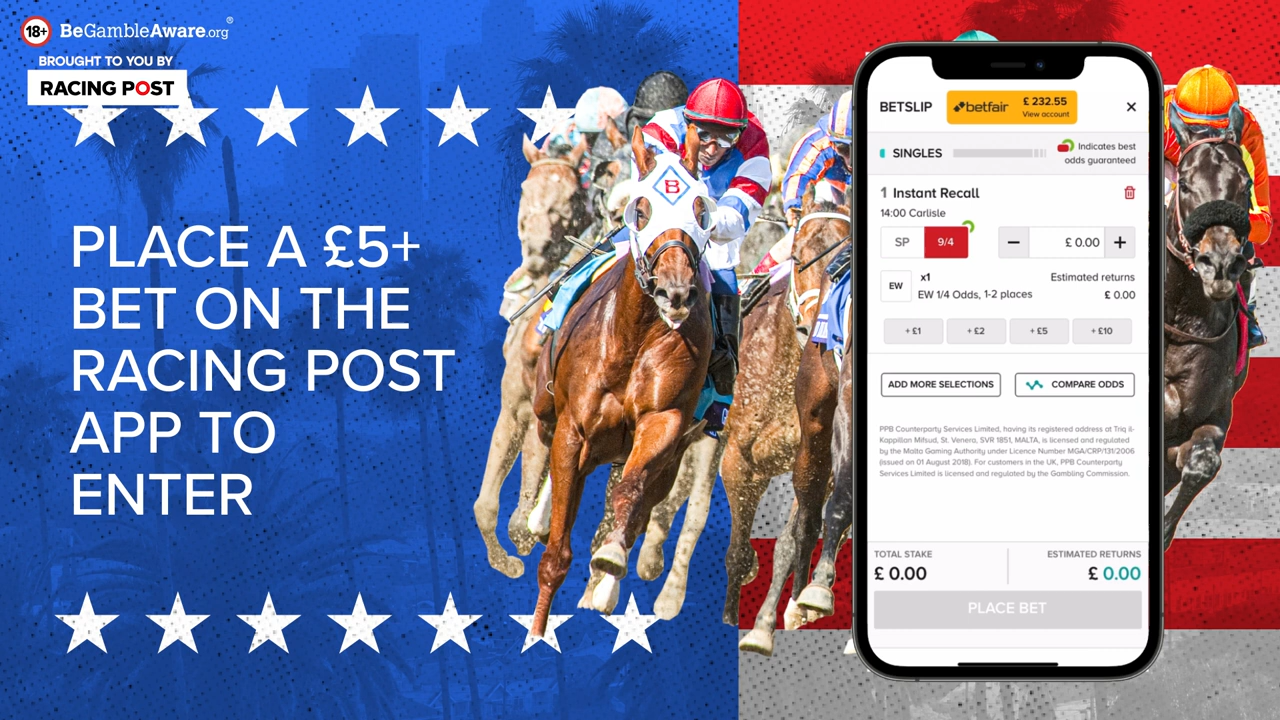 18+ BeGambleAware.org®
BROUGHT TO YOU BY
RACING POST
PLACE A £5+
BET ON THE
RACING POST
APP TO
ENTER
B
BETSLIP
betfair
£ 232.55
View account
SINGLES
Indicates best
odds guaranteed
1 Instant Recall
14:00 Carlisle
SP 9/4 £ 0.00
EW x1 Estimated returns
EW 1/4 Odds, 1-2 places £ 0.00
+ £1 + £2 + £5 + £10
ADD MORE SELECTIONS COMPARE ODDS
PPB Counterparty Services Limited, having its registered address at Triq il-
Kappillan Mifsud, St. Venera, SVR 1851, MALTA, is licensed and regulated
by the Malta Gaming Authority under Licence Number MGA/CRP/131/2006
(issued on 01 August 2018). For customers in the UK, PPB Counterparty
Services Limited is licensed and regulated by the Gambling Commission.
TOTAL STAKE ESTIMATED RETURNS
£ 0.00 £ 0.00
PLACE BET